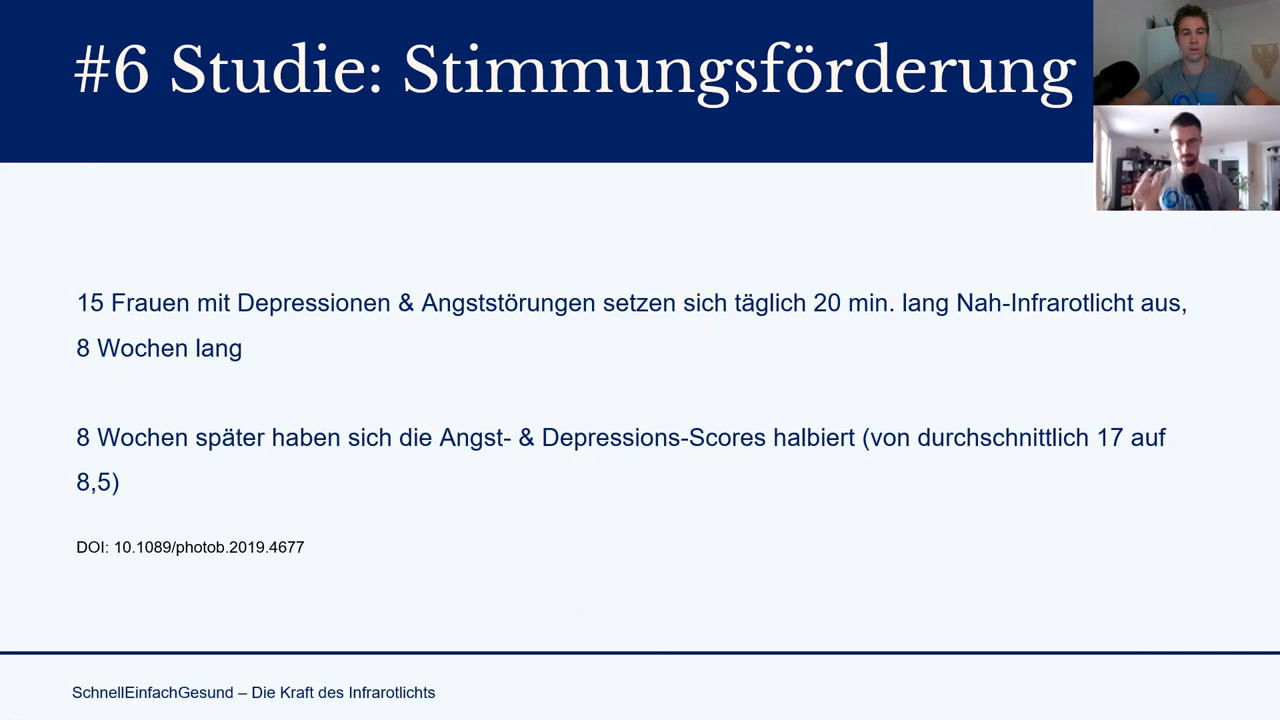 #6 Studie: Stimmungsförderung
15 Frauen mit Depressionen & Angststörungen setzen sich täglich 20 min. lang Nah-Infrarotlicht aus,
8 Wochen lang
8 Wochen später haben sich die Angst- & Depressions-Scores halbiert (von durchschnittlich 17 auf
8,5)
DOI: 10.1089/photob.2019.4677
SchnellEinfachGesund – Die Kraft des Infrarotlichts